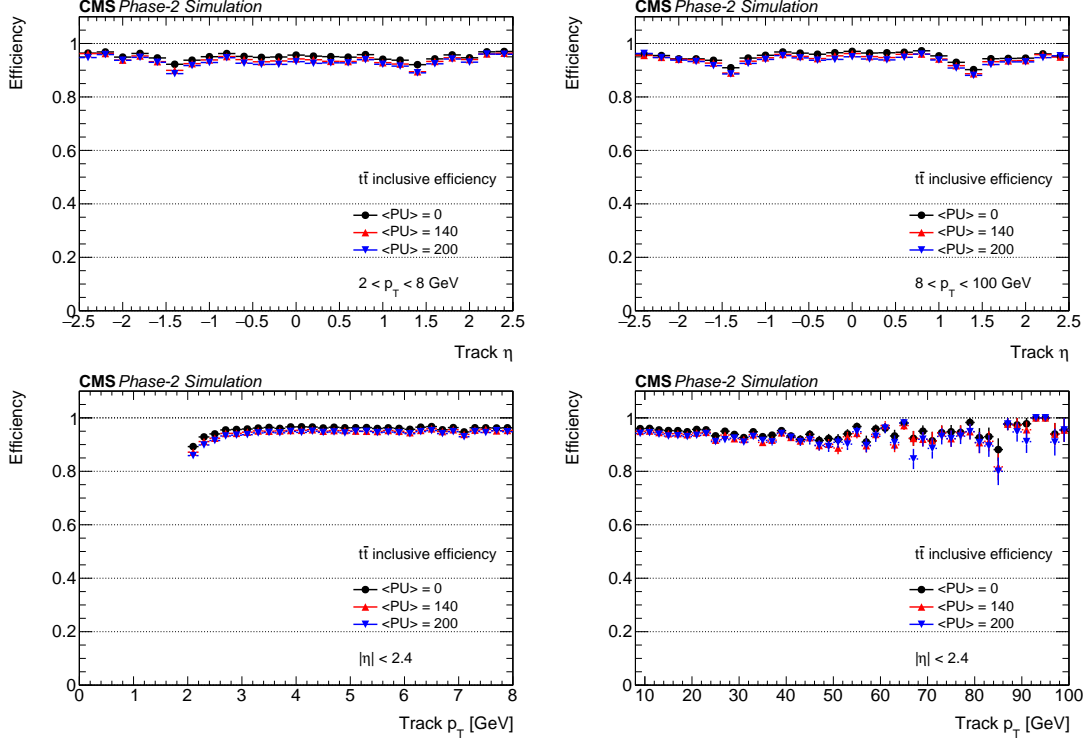 CMS Phase-2 Simulation
Efficiency
1
0.8
0.6
0.4
0.2
0
tt̄ inclusive efficiency
<PU> = 0
<PU> = 140
<PU> = 200
2 < p_T < 8 GeV
−2.5 −2 −1.5 −1 −0.5 0 0.5 1 1.5 2 2.5
Track η
CMS Phase-2 Simulation
Efficiency
1
0.8
0.6
0.4
0.2
0
tt̄ inclusive efficiency
<PU> = 0
<PU> = 140
<PU> = 200
8 < p_T < 100 GeV
−2.5 −2 −1.5 −1 −0.5 0 0.5 1 1.5 2 2.5
Track η
CMS Phase-2 Simulation
Efficiency
1
0.8
0.6
0.4
0.2
0
tt̄ inclusive efficiency
<PU> = 0
<PU> = 140
<PU> = 200
|η| < 2.4
0 1 2 3 4 5 6 7 8
Track p_T [GeV]
CMS Phase-2 Simulation
Efficiency
1
0.8
0.6
0.4
0.2
0
tt̄ inclusive efficiency
<PU> = 0
<PU> = 140
<PU> = 200
|η| < 2.4
10 20 30 40 50 60 70 80 90 100
Track p_T [GeV]